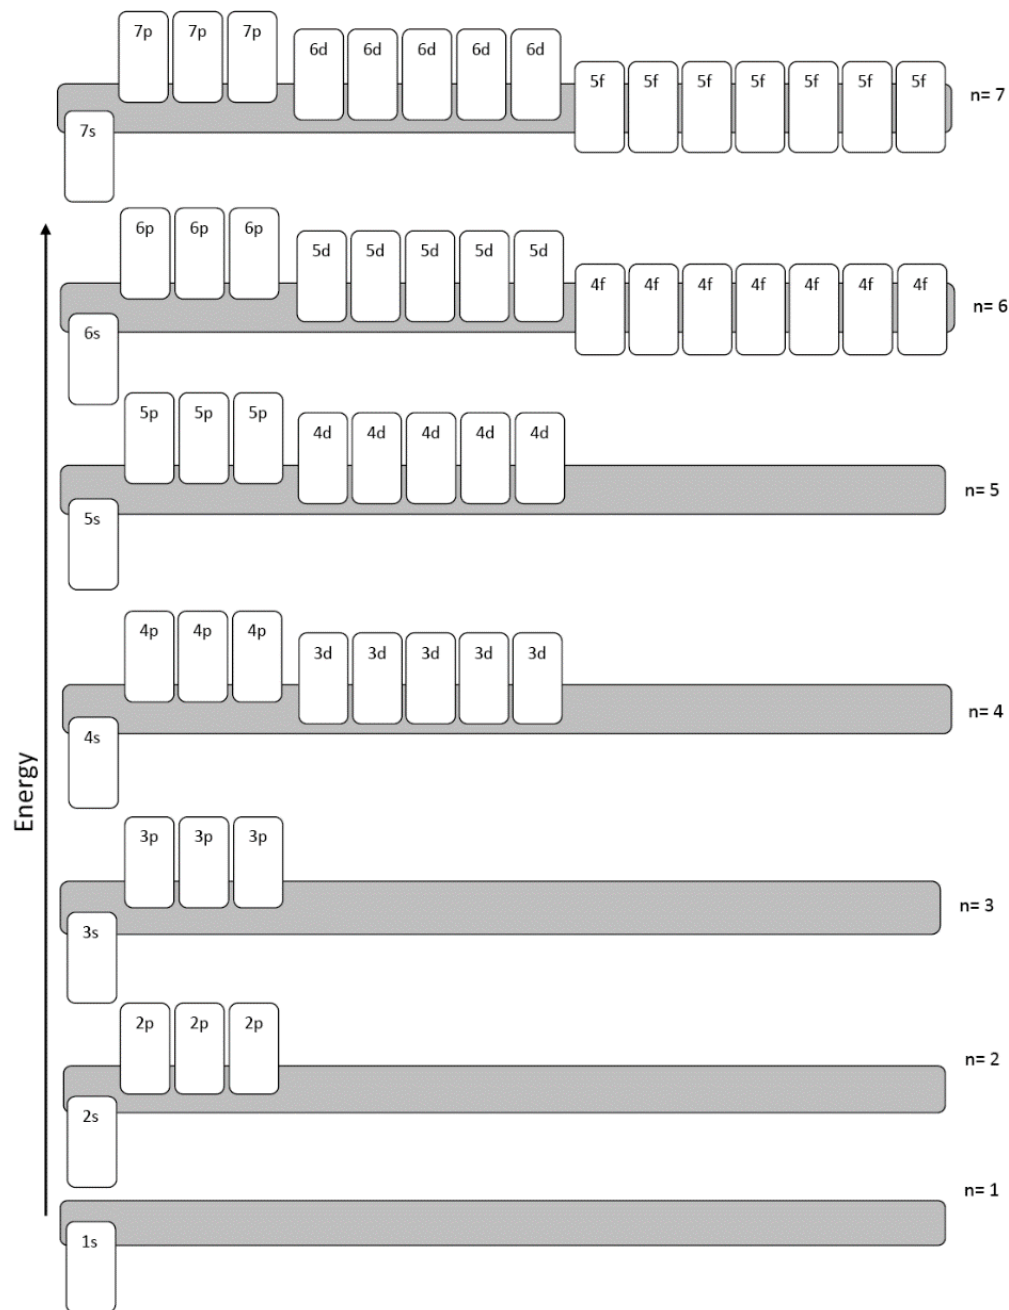 7p 7p 7p
6d 6d 6d 6d 6d
5f 5f 5f 5f 5f 5f 5f
n= 7
7s
6p 6p 6p
5d 5d 5d 5d 5d
4f 4f 4f 4f 4f 4f 4f
n= 6
6s
5p 5p 5p
4d 4d 4d 4d 4d
n= 5
5s
4p 4p 4p
3d 3d 3d 3d 3d
n= 4
4s
Energy
3p 3p 3p
n= 3
3s
2p 2p 2p
n= 2
2s
n= 1
1s